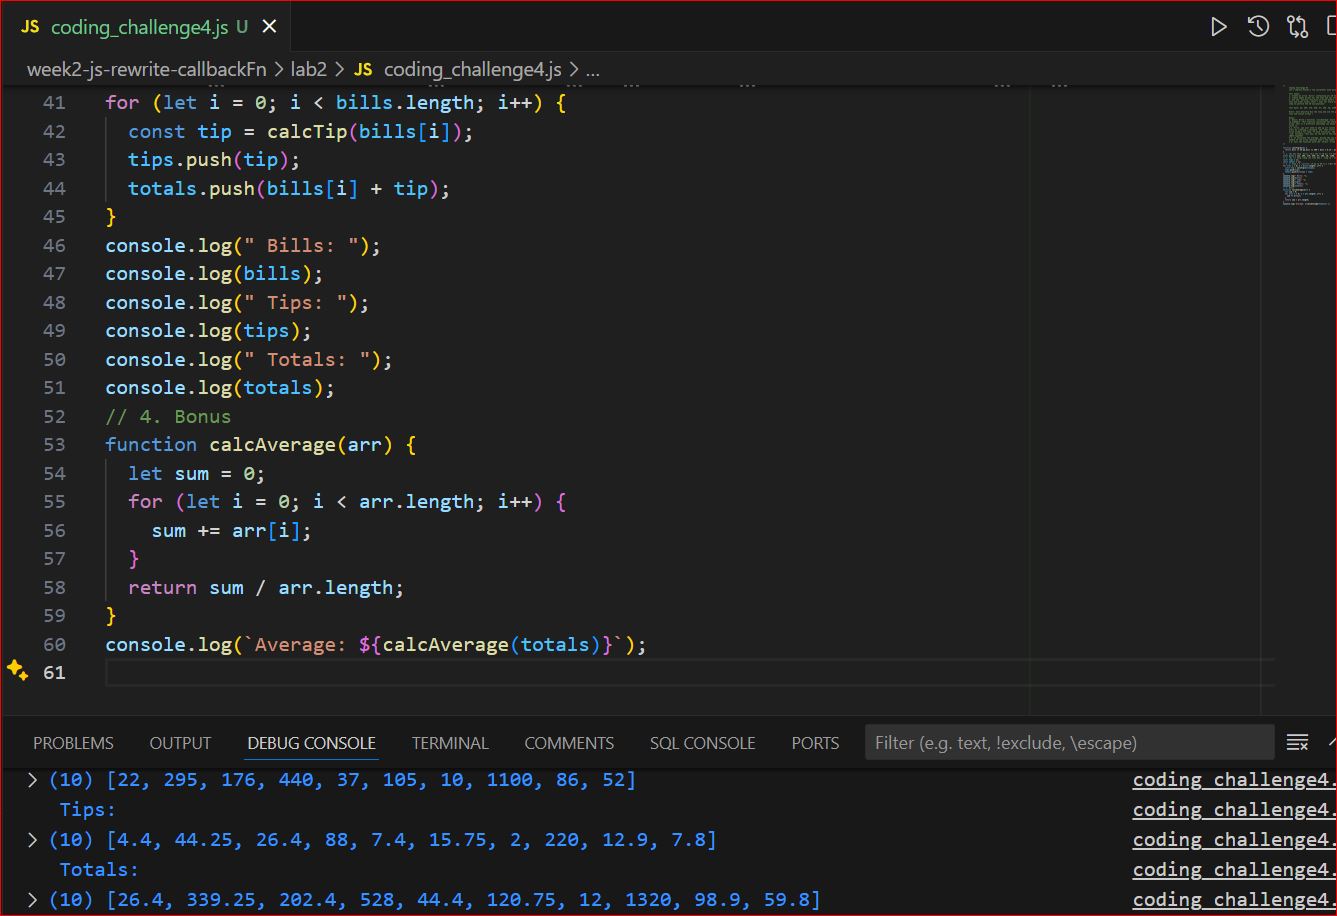 JS coding_challenge4.js U ×
week2-js-rewrite-callbackFn > lab2 > JS coding_challenge4.js > ...
41 for (let i = 0; i < bills.length; i++) {
42 const tip = calcTip(bills[i]);
43 tips.push(tip);
44 totals.push(bills[i] + tip);
45 }
46 console.log(" Bills: ");
47 console.log(bills);
48 console.log(" Tips: ");
49 console.log(tips);
50 console.log(" Totals: ");
51 console.log(totals);
52 // 4. Bonus
53 function calcAverage(arr) {
54 let sum = 0;
55 for (let i = 0; i < arr.length; i++) {
56 sum += arr[i];
57 }
58 return sum / arr.length;
59 }
60 console.log(`Average: ${calcAverage(totals)}`);
61
PROBLEMS OUTPUT DEBUG CONSOLE TERMINAL COMMENTS SQL CONSOLE PORTS Filter (e.g. text, !exclude, \escape)
> (10) [22, 295, 176, 440, 37, 105, 10, 1100, 86, 52] coding_challenge4.
Tips: coding_challenge4.
> (10) [4.4, 44.25, 26.4, 88, 7.4, 15.75, 2, 220, 12.9, 7.8] coding_challenge4.
Totals: coding_challenge4.
> (10) [26.4, 339.25, 202.4, 528, 44.4, 120.75, 12, 1320, 98.9, 59.8] coding_challenge4.